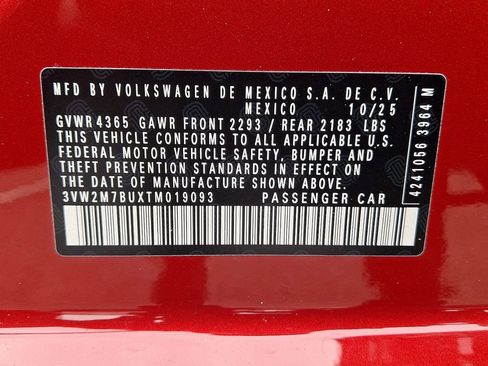 MFD BY VOLKSWAGEN DE MEXICO S.A. DE C.V.
MEXICO 10/25
GVWR 4365 GAWR FRONT 2293 / REAR 2183 LBS
THIS VEHICLE CONFORMS TO ALL APPLICABLE U.S.
FEDERAL MOTOR VEHICLE SAFETY, BUMPER AND
THEFT PREVENTION STANDARDS IN EFFECT ON
THE DATE OF MANUFACTURE SHOWN ABOVE
3VW2M7BUXTM019093 PASSENGER CAR
4241056 3964 M